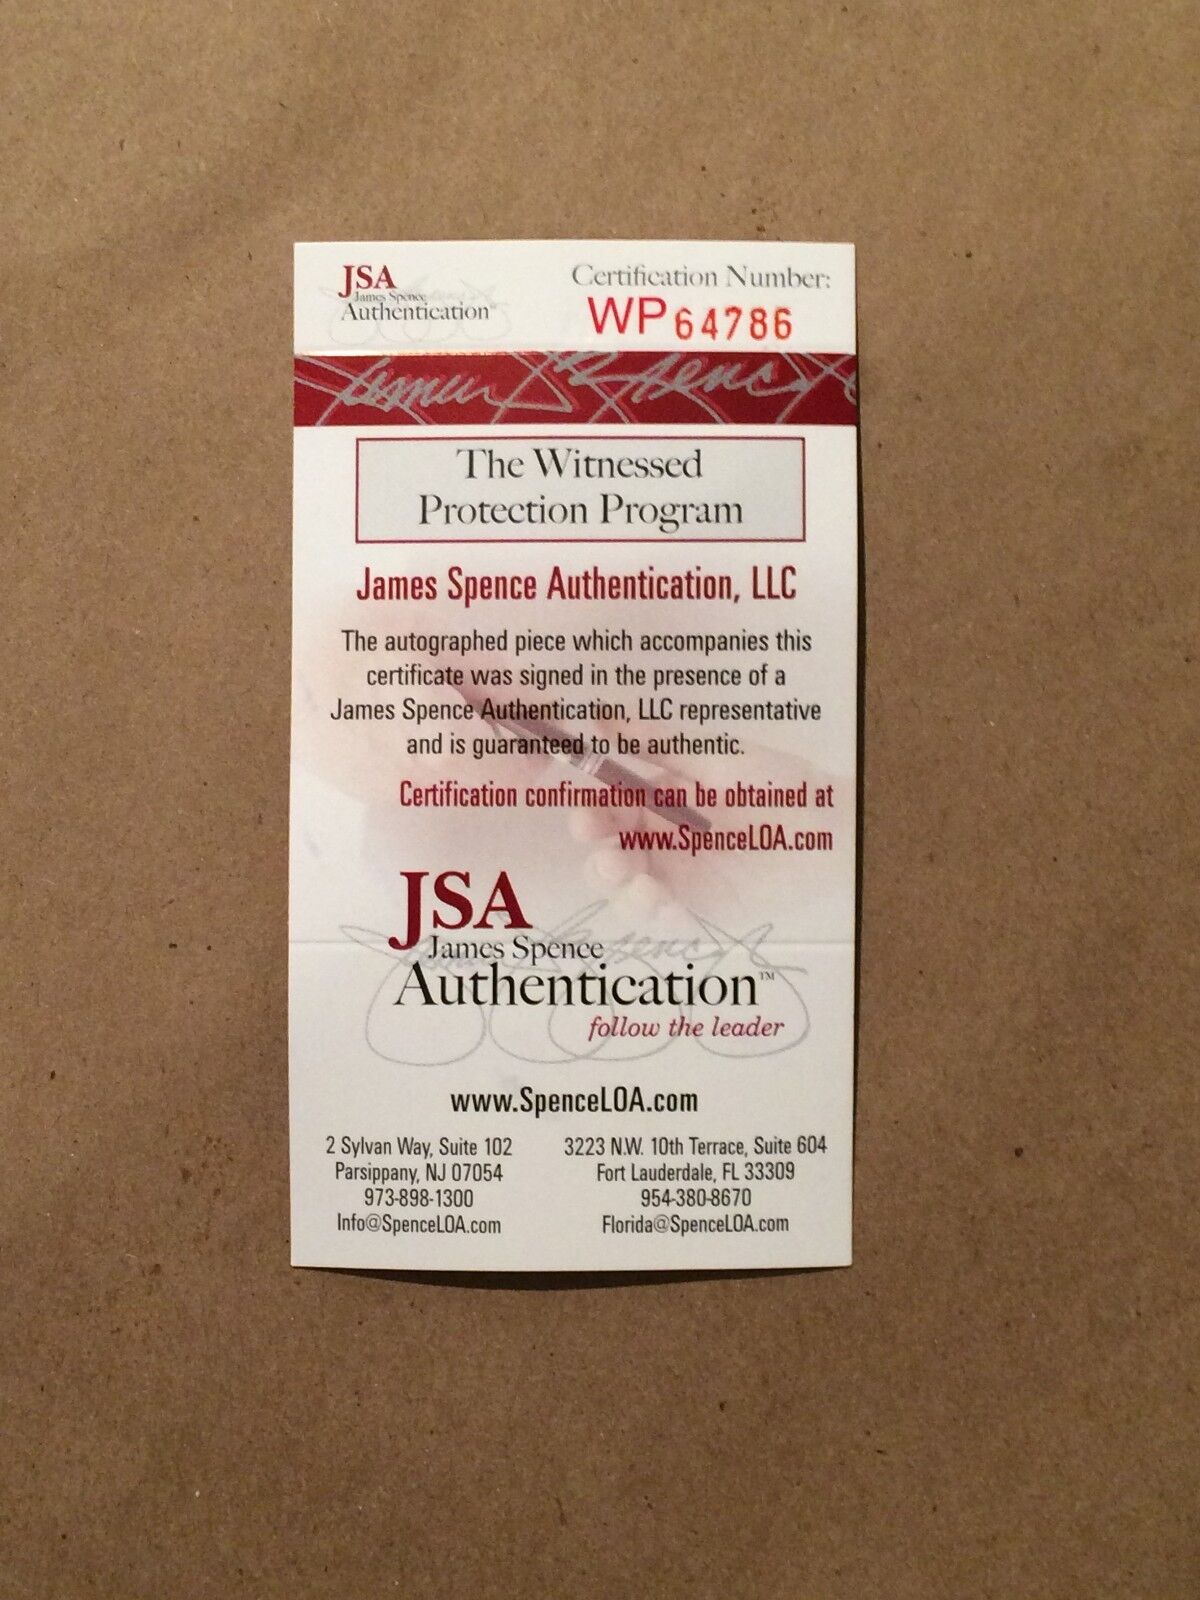 JSA
James Spence
Authentication™
Certification Number:
WP64786
James Spence
The Witnessed
Protection Program
James Spence Authentication, LLC
The autographed piece which accompanies this
certificate was signed in the presence of a
James Spence Authentication, LLC representative
and is guaranteed to be authentic.
Certification confirmation can be obtained at
www.SpenceLOA.com
JSA
James Spence
Authentication™
follow the leader
www.SpenceLOA.com
2 Sylvan Way, Suite 102
Parsippany, NJ 07054
973-898-1300
Info@SpenceLOA.com
3223 N.W. 10th Terrace, Suite 604
Fort Lauderdale, FL 33309
954-380-8670
Florida@SpenceLOA.com